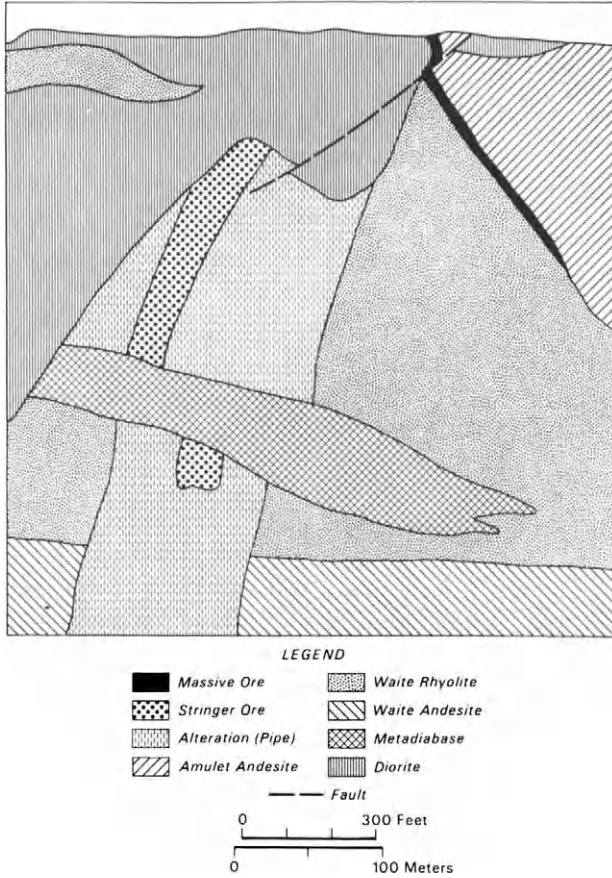 LEGEND
Massive Ore
Waite Rhyolite
Stringer Ore
Waite Andesite
Alteration (Pipe)
Metadiabase
Amulet Andesite
Diorite
Fault
0 300 Feet
0 100 Meters